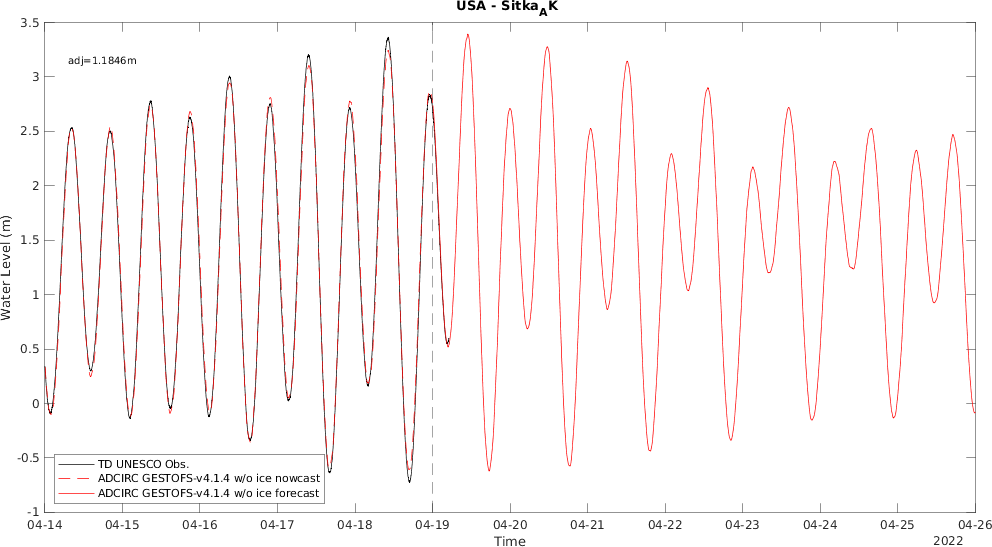 USA - Sitka_AK
3.5
adj=1.1846m
3
2.5
2
1.5
1
0.5
0
-0.5
-1
Water Level (m)
TD UNESCO Obs.
ADCIRC GESTOFS-v4.1.4 w/o ice nowcast
ADCIRC GESTOFS-v4.1.4 w/o ice forecast
04-14 04-15 04-16 04-17 04-18 04-19 04-20 04-21 04-22 04-23 04-24 04-25 04-26
Time
2022